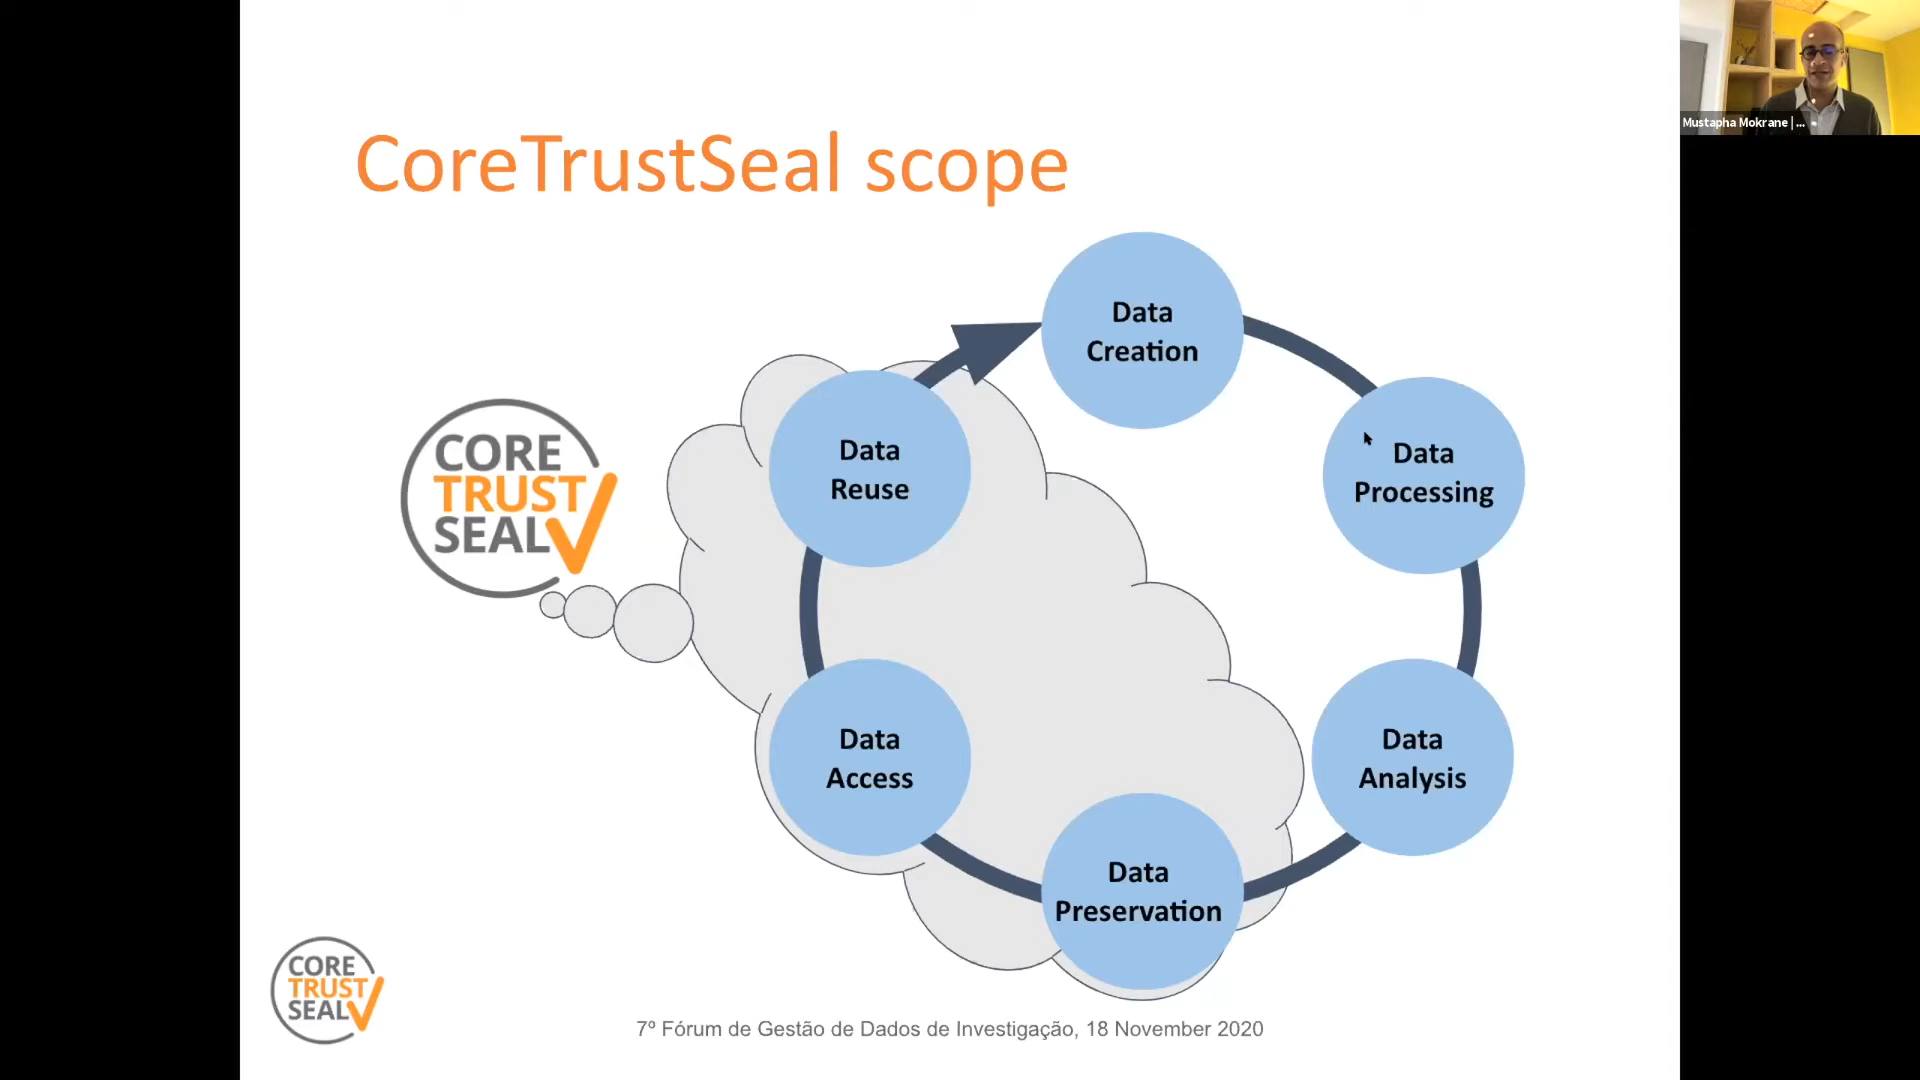 Mustapha Mokrane | ...
CoreTrustSeal scope
Data
Creation
Data
Processing
Data
Analysis
Data
Preservation
Data
Access
Data
Reuse
CORE
TRUST
SEAL
CORE
TRUST
SEAL
7º Fórum de Gestão de Dados de Investigação, 18 November 2020